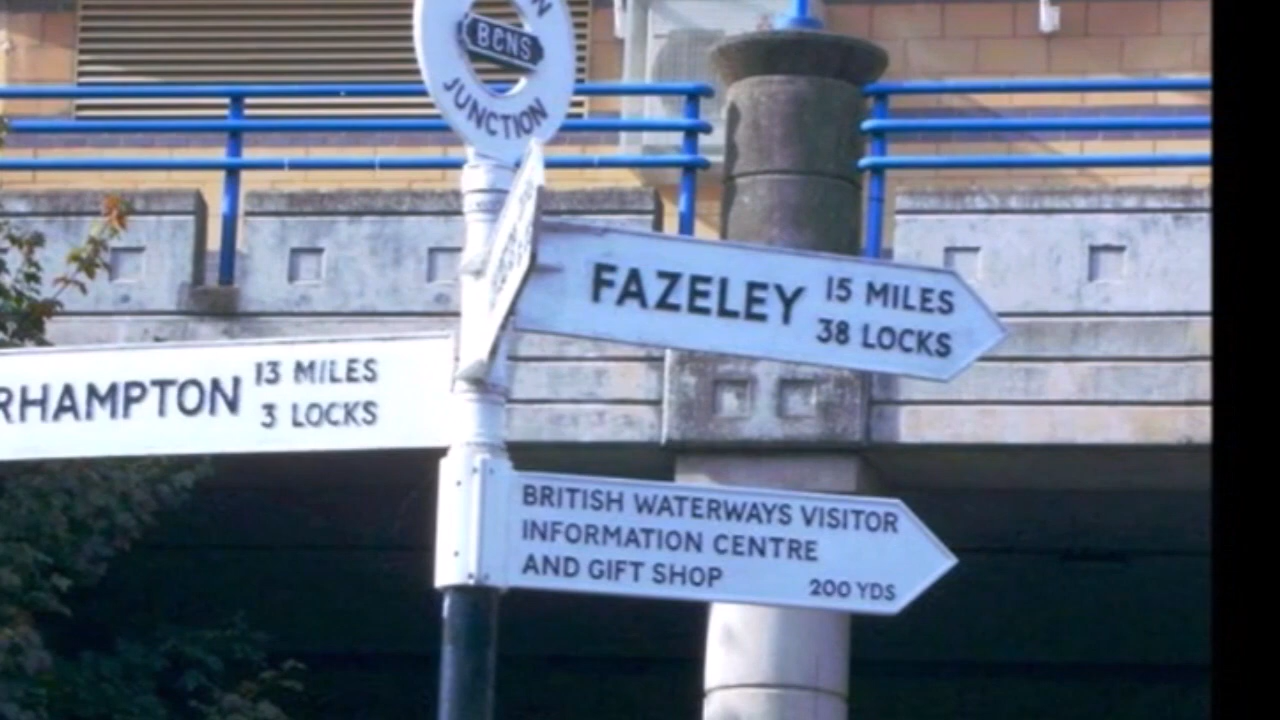 BCNS
JUNCTION
FAZELEY
15 MILES
38 LOCKS
13 MILES
3 LOCKS
BRITISH WATERWAYS VISITOR
INFORMATION CENTRE
AND GIFT SHOP
200 YDS